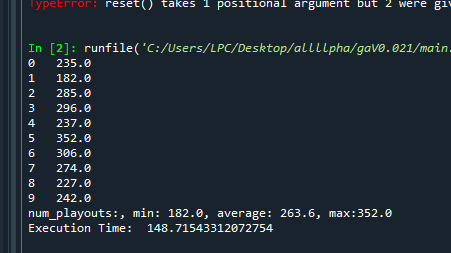 TypeError: reset() takes 1 positional argument but 2 were giv
In [2]: runfile('C:/Users/LPC/Desktop/allllpha/gaV0.021/main.
0 235.0
1 182.0
2 285.0
3 296.0
4 237.0
5 352.0
6 306.0
7 274.0
8 227.0
9 242.0
num_playouts:, min: 182.0, average: 263.6, max:352.0
Execution Time:  148.71543312072754